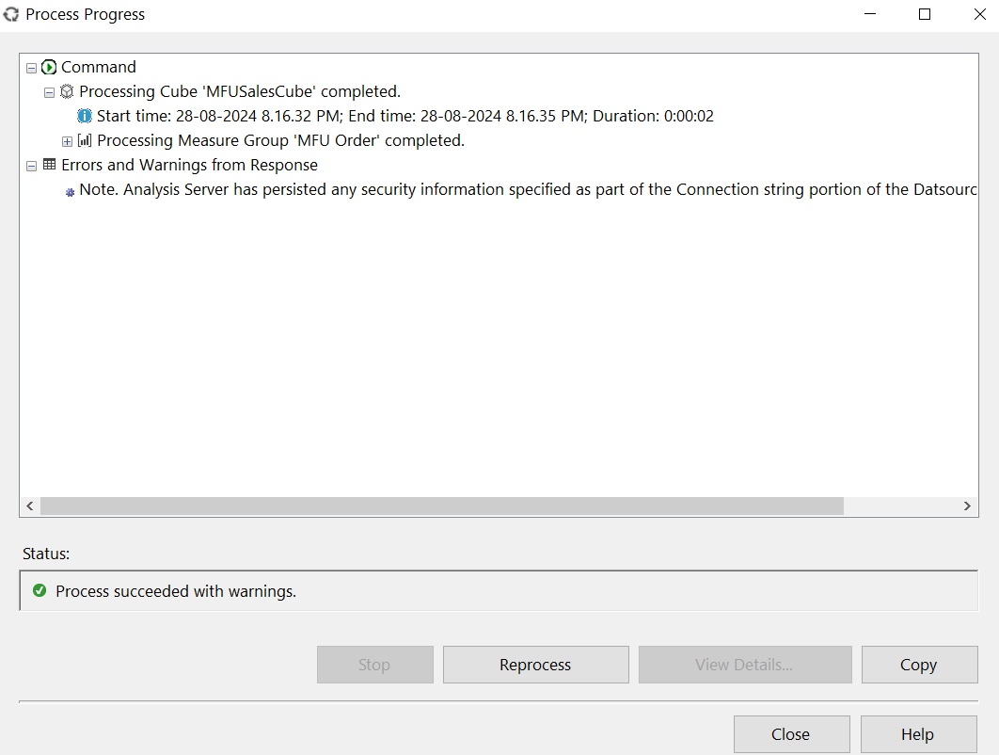 Process Progress
Command
Processing Cube 'MFUSalesCube' completed.
Start time: 28-08-2024 8.16.32 PM; End time: 28-08-2024 8.16.35 PM; Duration: 0:00:02
Processing Measure Group 'MFU Order' completed.
Errors and Warnings from Response
Note. Analysis Server has persisted any security information specified as part of the Connection string portion of the Datsourc
Status:
Process succeeded with warnings.
Stop Reprocess View Details... Copy
Close Help